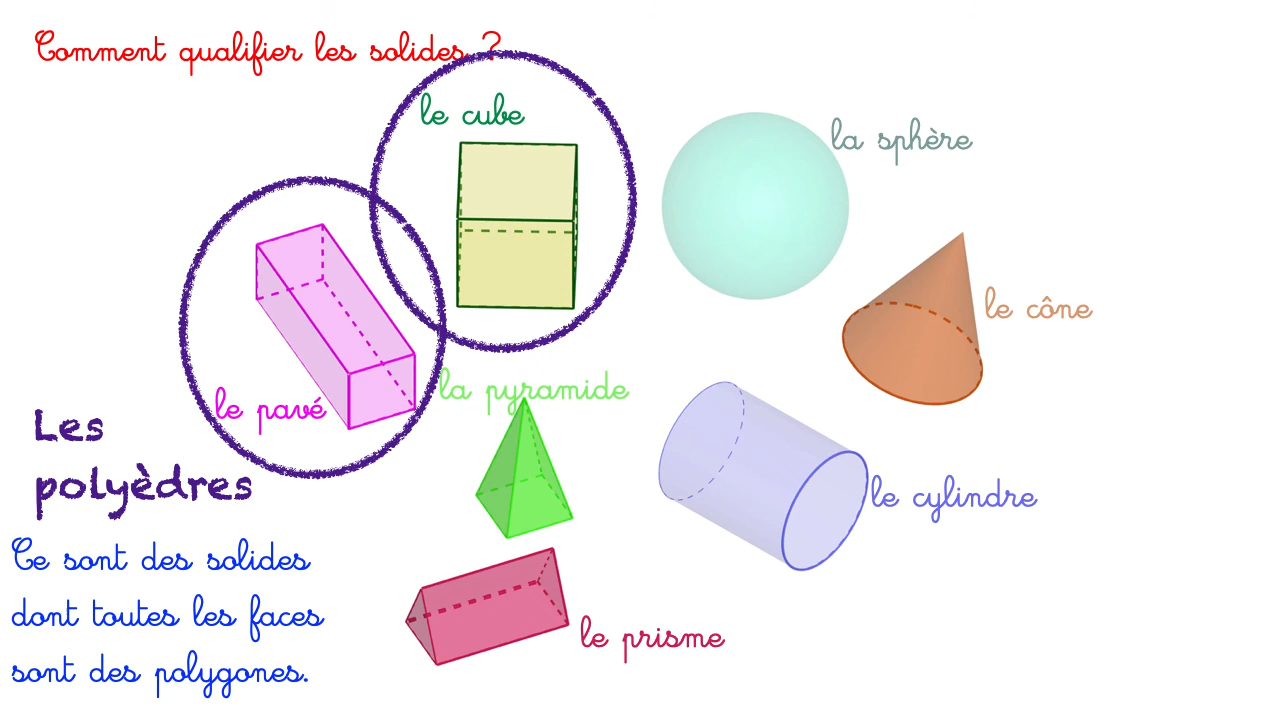 Comment qualifier les solides ?
le cube
la sphère
le cône
la pyramide
le pavé
Les
polyèdres
le cylindre
Ce sont des solides
dont toutes les faces
sont des polygones.
le prisme